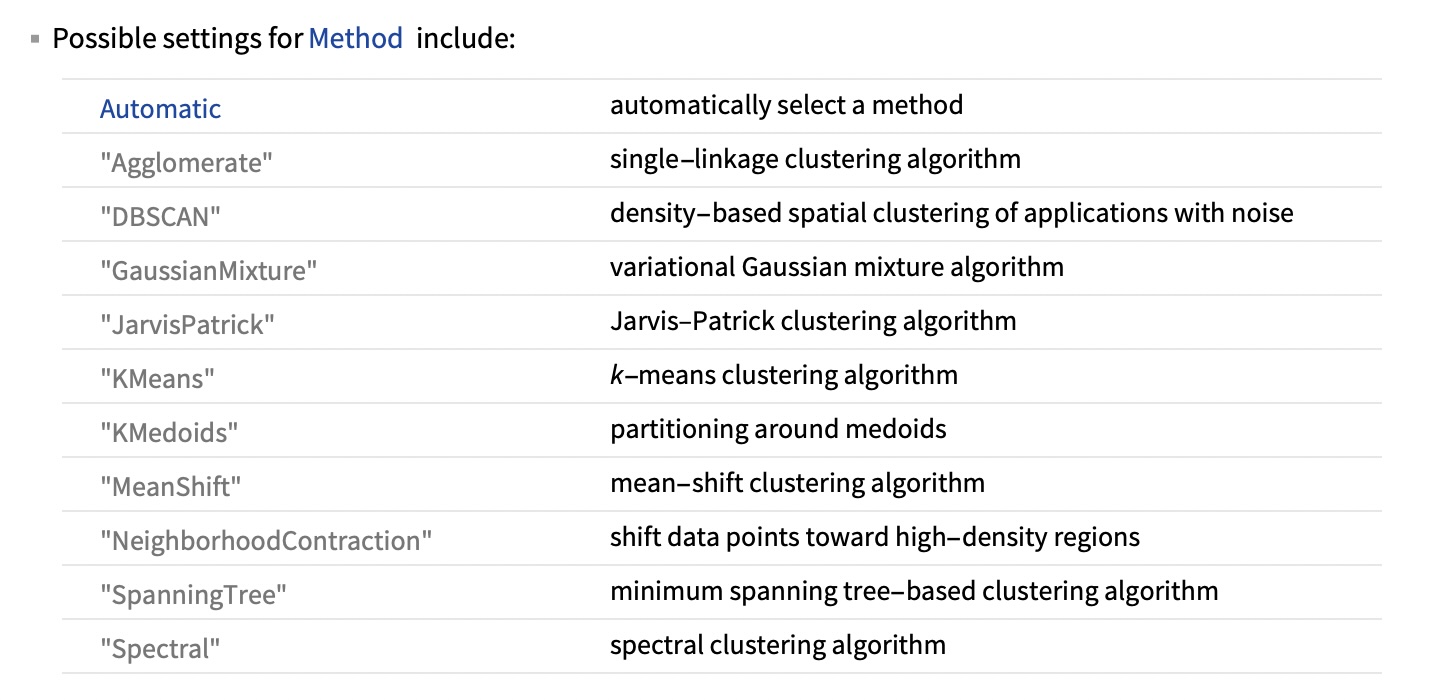 Possible settings for Method include:
Automatic automatically select a method
"Agglomerate" single–linkage clustering algorithm
"DBSCAN" density–based spatial clustering of applications with noise
"GaussianMixture" variational Gaussian mixture algorithm
"JarvisPatrick" Jarvis–Patrick clustering algorithm
"KMeans" k–means clustering algorithm
"KMedoids" partitioning around medoids
"MeanShift" mean–shift clustering algorithm
"NeighborhoodContraction" shift data points toward high–density regions
"SpanningTree" minimum spanning tree–based clustering algorithm
"Spectral" spectral clustering algorithm